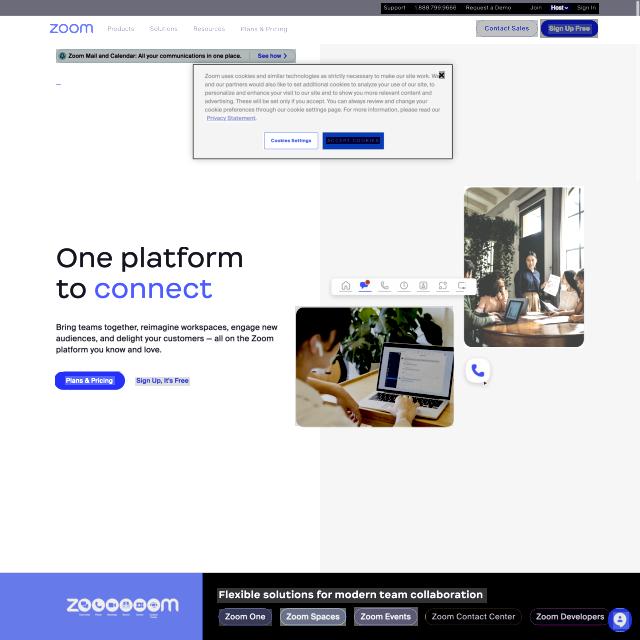 Support 1.888.799.9666 Request a Demo Join Host Sign In
zoom Products Solutions Resources Plans & Pricing Contact Sales Sign Up Free
Zoom Mail and Calendar: All your communications in one place. See how
Zoom uses cookies and similar technologies as strictly necessary to make our site work. We
and our partners would also like to set additional cookies to analyze your use of our site, to
personalize and enhance your visit to our site and to show you more relevant content and
advertising. These will be set only if you accept. You can always review and change your
cookie preferences through our cookie settings page. For more information, please read our
Privacy Statement.
Cookies Settings ACCEPT COOKIES
One platform
to connect
Bring teams together, reimagine workspaces, engage new
audiences, and delight your customers — all on the Zoom
platform you know and love.
Plans & Pricing Sign Up, It's Free
zoooooom
Flexible solutions for modern team collaboration
Zoom One Zoom Spaces Zoom Events Zoom Contact Center Zoom Developers